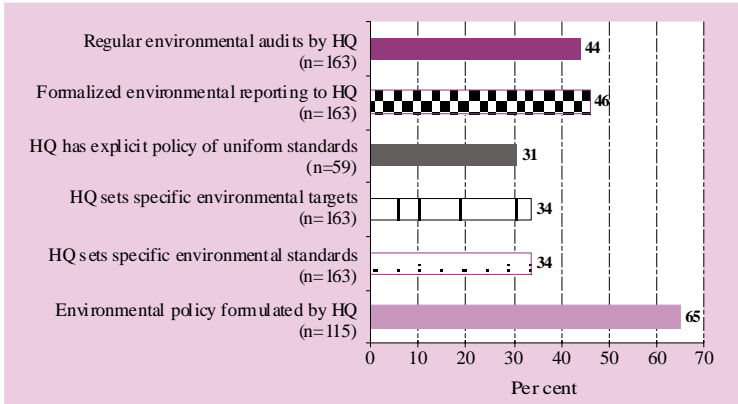 Regular environmental audits by HQ
(n=163)
44
Formalized environmental reporting to HQ
(n=163)
46
HQ has explicit policy of uniform standards
(n=59)
31
HQ sets specific environmental targets
(n=163)
34
HQ sets specific environmental standards
(n=163)
34
Environmental policy formulated by HQ
(n=115)
65
0 10 20 30 40 50 60 70
Per cent